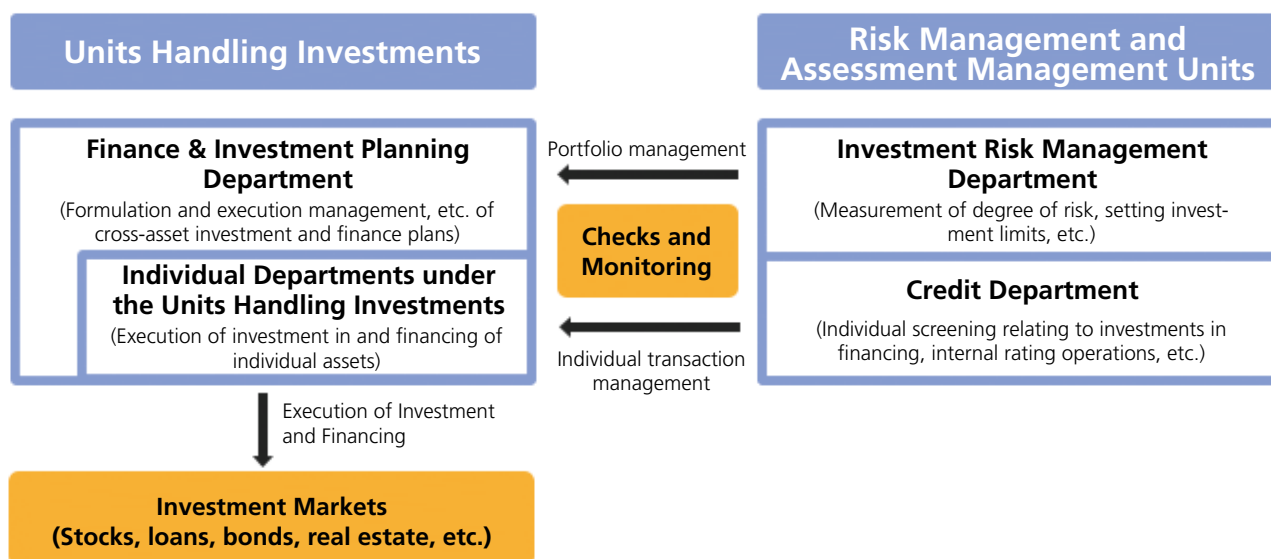 Units Handling Investments
Risk Management and
Assessment Management Units
Finance & Investment Planning
Department
(Formulation and execution management, etc. of
cross-asset investment and finance plans)
Individual Departments under
the Units Handling Investments
(Execution of investment in and financing of
individual assets)
Portfolio management
Checks and
Monitoring
Individual transaction
management
Investment Risk Management
Department
(Measurement of degree of risk, setting invest-
ment limits, etc.)
Credit Department
(Individual screening relating to investments in
financing, internal rating operations, etc.)
Execution of Investment
and Financing
Investment Markets
(Stocks, loans, bonds, real estate, etc.)